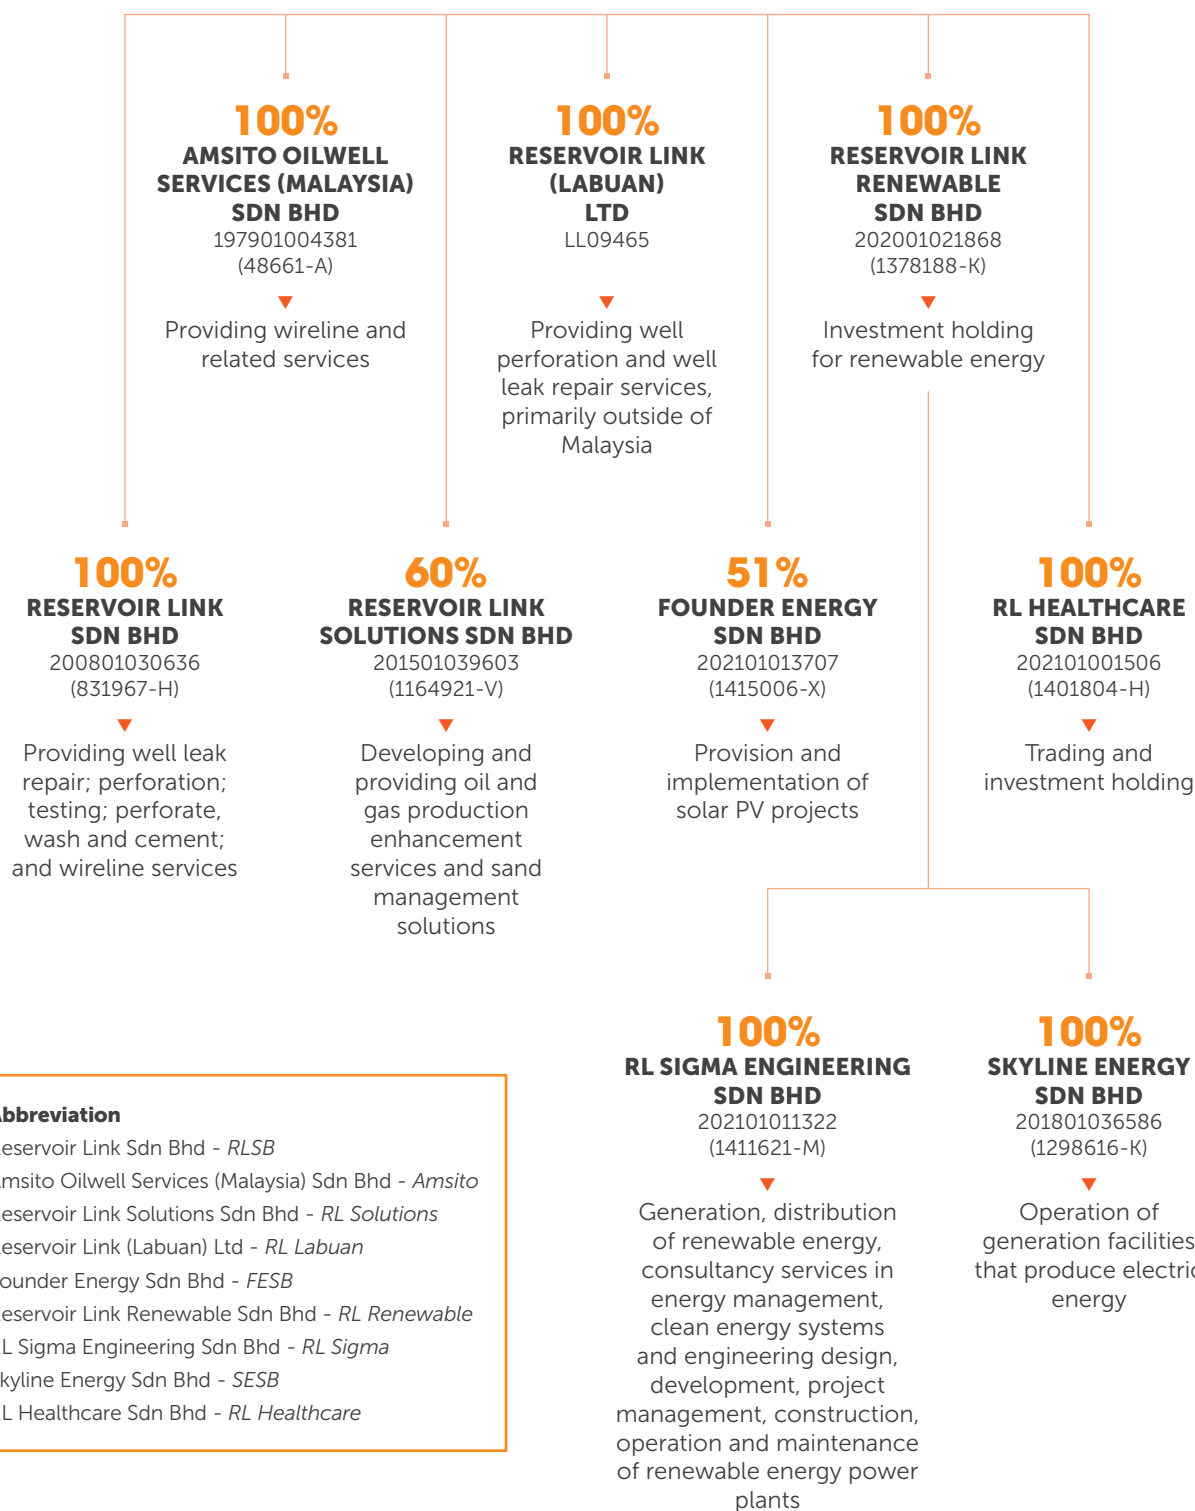 100%
AMSITO OILWELL
SERVICES (MALAYSIA)
SDN BHD
197901004381
(48661-A)
Providing wireline and
related services
100%
RESERVOIR LINK
(LABUAN)
LTD
LL09465
Providing well
perforation and well
leak repair services,
primarily outside of
Malaysia
100%
RESERVOIR LINK
RENEWABLE
SDN BHD
202001021868
(1378188-K)
Investment holding
for renewable energy
100%
RESERVOIR LINK
SDN BHD
200801030636
(831967-H)
Providing well leak
repair; perforation;
testing; perforate,
wash and cement;
and wireline services
60%
RESERVOIR LINK
SOLUTIONS SDN BHD
201501039603
(1164921-V)
Developing and
providing oil and
gas production
enhancement
services and sand
management
solutions
51%
FOUNDER ENERGY
SDN BHD
202101013707
(1415006-X)
Provision and
implementation of
solar PV projects
100%
RL HEALTHCARE
SDN BHD
202101001506
(1401804-H)
Trading and
investment holding
100%
RL SIGMA ENGINEERING
SDN BHD
202101011322
(1411621-M)
Generation, distribution
of renewable energy,
consultancy services in
energy management,
clean energy systems
and engineering design,
development, project
management, construction,
operation and maintenance
of renewable energy power
plants
100%
SKYLINE ENERGY
SDN BHD
201801036586
(1298616-K)
Operation of
generation facilities
that produce electric
energy
Abbreviation
eservoir Link Sdn Bhd - RLSB
msito Oilwell Services (Malaysia) Sdn Bhd - Amsito
eservoir Link Solutions Sdn Bhd - RL Solutions
eservoir Link (Labuan) Ltd - RL Labuan
ounder Energy Sdn Bhd - FESB
eservoir Link Renewable Sdn Bhd - RL Renewable
L Sigma Engineering Sdn Bhd - RL Sigma
kyline Energy Sdn Bhd - SESB
L Healthcare Sdn Bhd - RL Healthcare